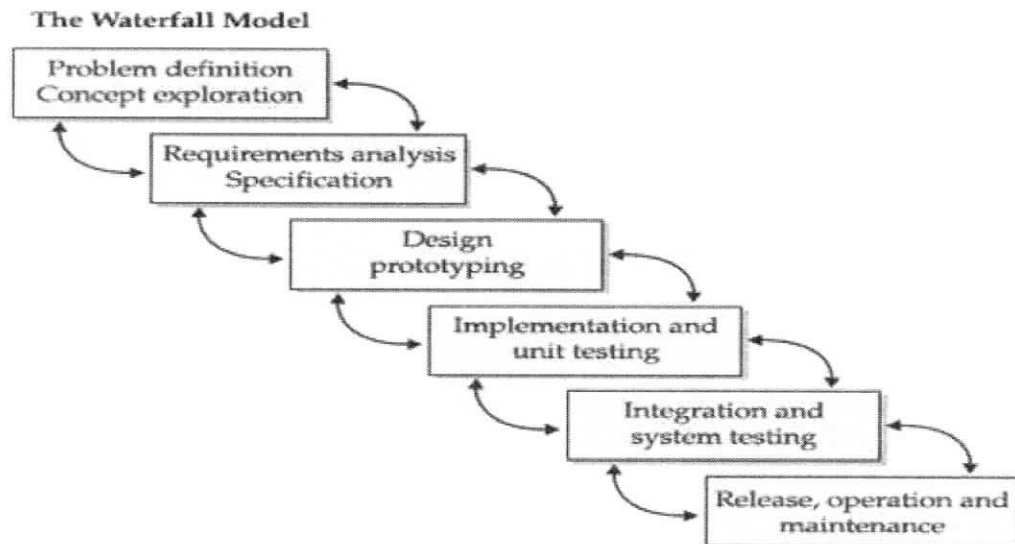 The Waterfall Model
Problem definition
Concept exploration
Requirements analysis
Specification
Design
prototyping
Implementation and
unit testing
Integration and
system testing
Release, operation and
maintenance